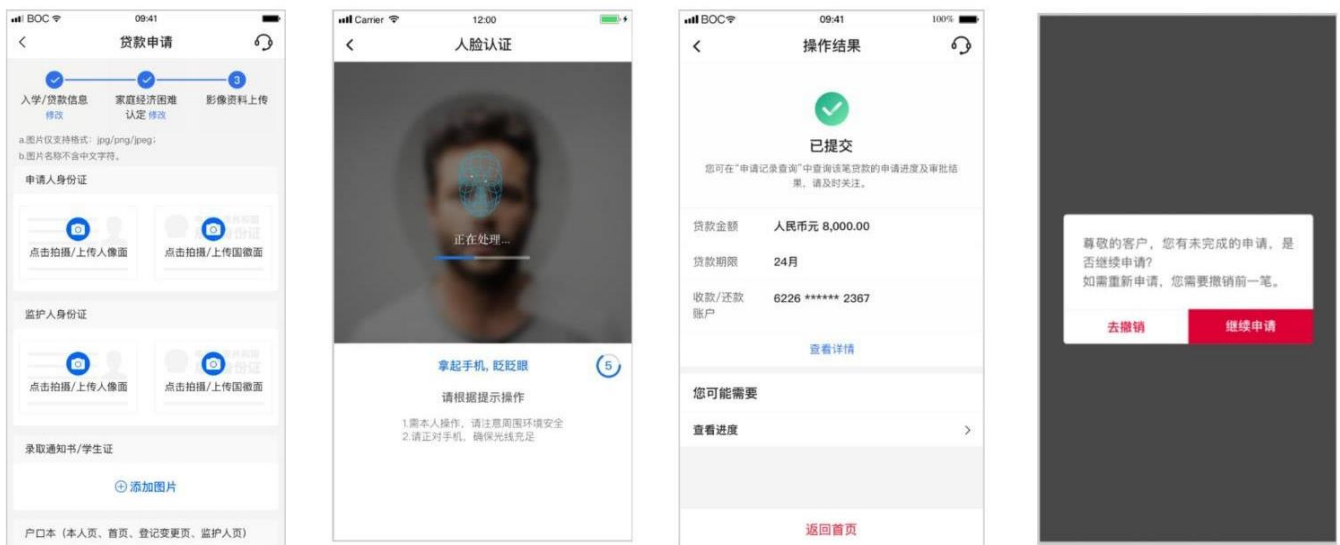 BOC 09:41
贷款申请
3
入学/贷款信息 家庭经济困难 影像资料上传
修改 认定 修改
a.图片仅支持格式：jpg/png/jpeg；
b.图片名称不含中文字符。
申请人身份证
点击拍摄/上传人像面 点击拍摄/上传国徽面
监护人身份证
点击拍摄/上传人像面 点击拍摄/上传国徽面
录取通知书/学生证
添加图片
户口本（本人页、首页、登记变更页、监护人页）
Carrier 12:00
人脸认证
正在处理...
拿起手机, 眨眨眼 5
请根据提示操作
1.需本人操作，请注意周围环境安全
2.请正对手机，确保光线充足
BOC 09:41 100%
操作结果
已提交
您可在“申请记录查询”中查询该笔贷款的申请进度及审批结
果，请及时关注。
贷款金额 人民币元 8,000.00
贷款期限 24月
收款/还款 6226 ****** 2367
账户
查看详情
您可能需要
查看进度
返回首页
尊敬的客户，您有未完成的申请，是
否继续申请?
如需重新申请，您需要撤销前一笔。
去撤销 继续申请